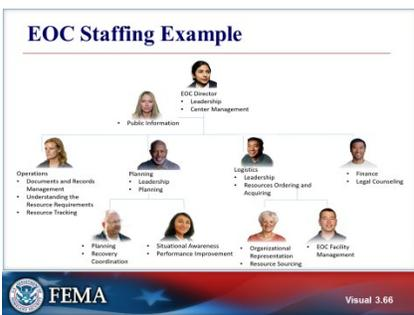 EOC Staffing Example
EOC Director
• Leadership
• Center Management
• Public Information
Operations
• Documents and Records
Management
• Understanding the
Resource Requirements
• Resource Tracking
Planning
• Leadership
• Planning
Logistics
• Leadership
• Resources Ordering and
Acquiring
• Finance
• Legal Counseling
• Planning
• Recovery
Coordination
• Situational Awareness
• Performance Improvement
• Organizational
Representation
• Resource Sourcing
• EOC Facility
Management
FEMA
Visual 3.66